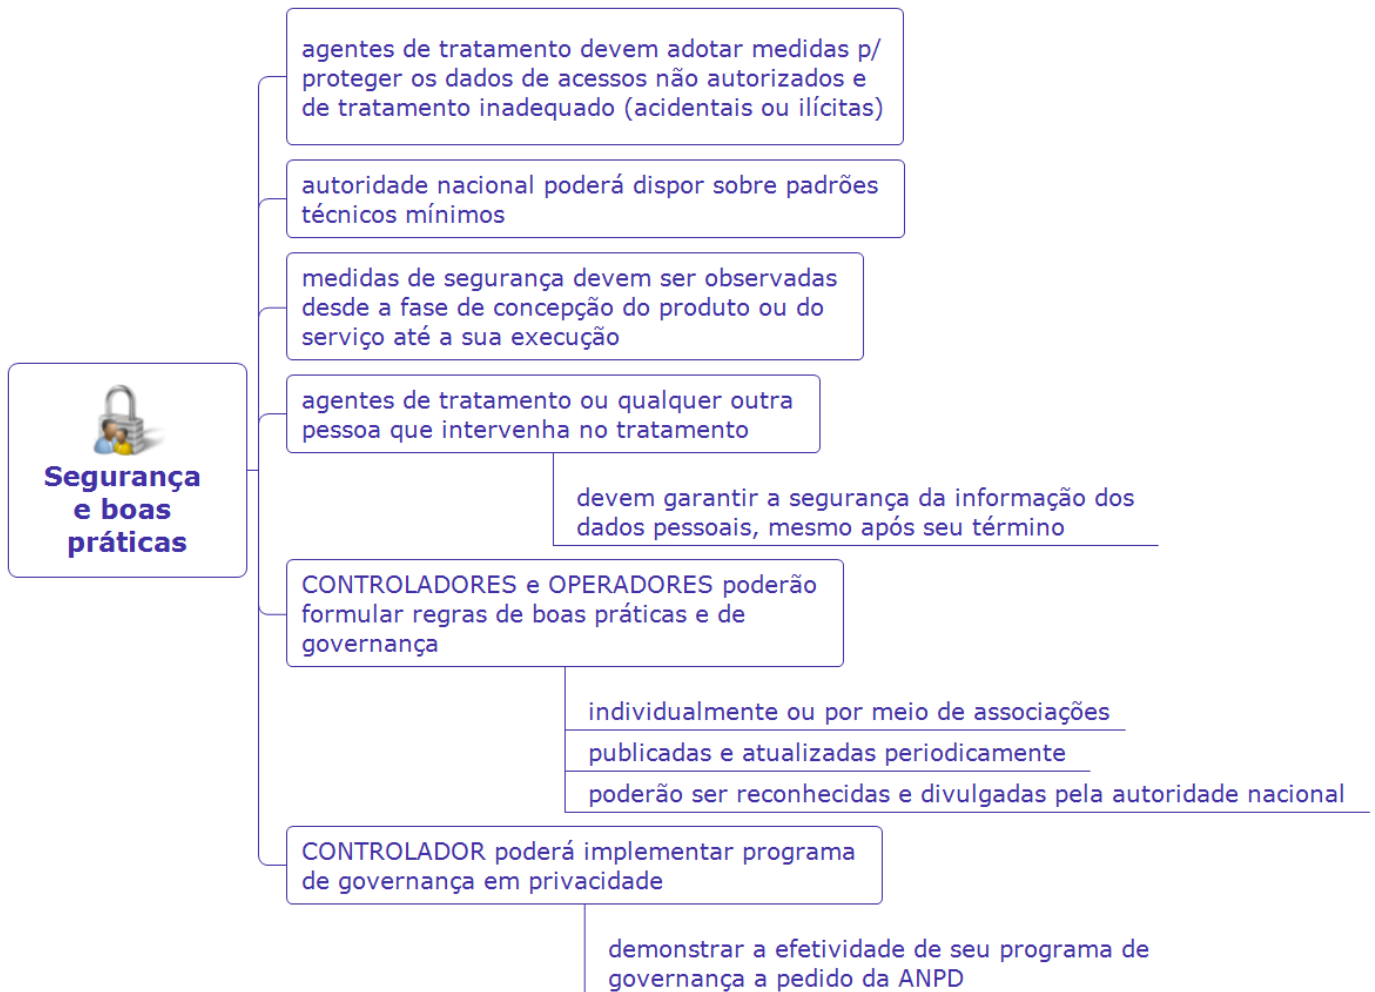 agentes de tratamento devem adotar medidas p/
proteger os dados de acessos não autorizados e
de tratamento inadequado (acidentais ou ilícitas)
autoridade nacional poderá dispor sobre padrões
técnicos mínimos
medidas de segurança devem ser observadas
desde a fase de concepção do produto ou do
serviço até a sua execução
agentes de tratamento ou qualquer outra
pessoa que intervenha no tratamento
Segurança
e boas
práticas
devem garantir a segurança da informação dos
dados pessoais, mesmo após seu término
CONTROLADORES e OPERADORES poderão
formular regras de boas práticas e de
governança
individualmente ou por meio de associações
publicadas e atualizadas periodicamente
poderão ser reconhecidas e divulgadas pela autoridade nacional
CONTROLADOR poderá implementar programa
de governança em privacidade
demonstrar a efetividade de seu programa de
governança a pedido da ANPD